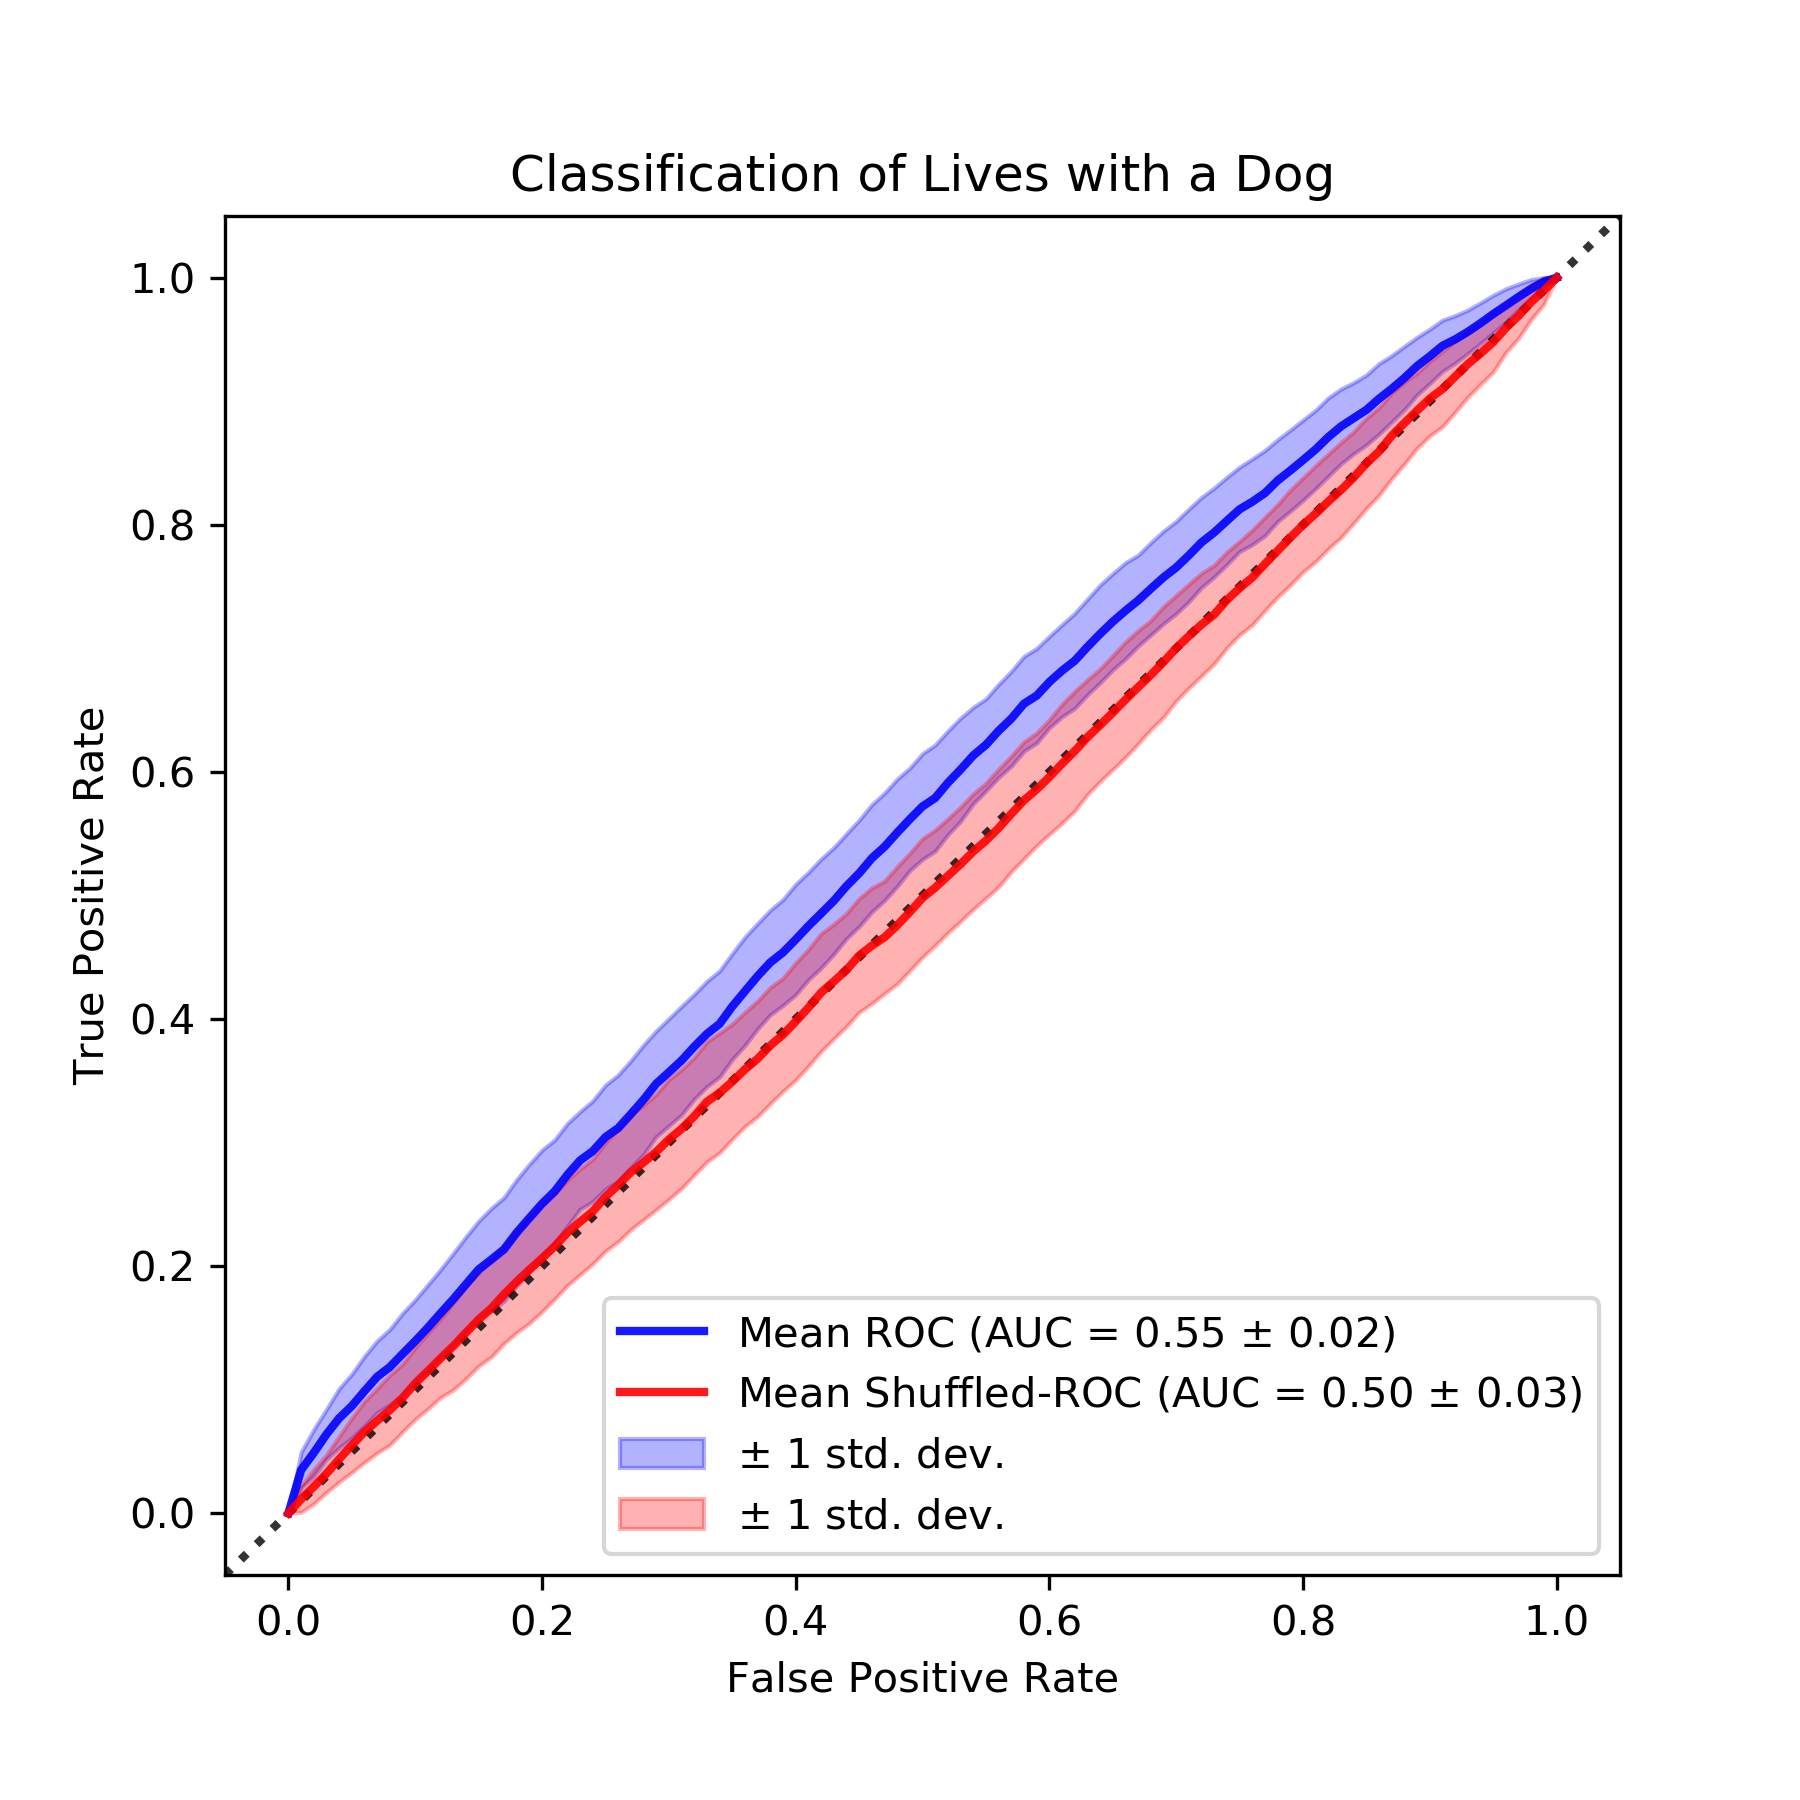 Classification of Lives with a Dog
True Positive Rate
1.0
0.8
0.6
0.4
0.2
0.0
Mean ROC (AUC = 0.55 ± 0.02)
Mean Shuffled-ROC (AUC = 0.50 ± 0.03)
± 1 std. dev.
± 1 std. dev.
0.0 0.2 0.4 0.6 0.8 1.0
False Positive Rate